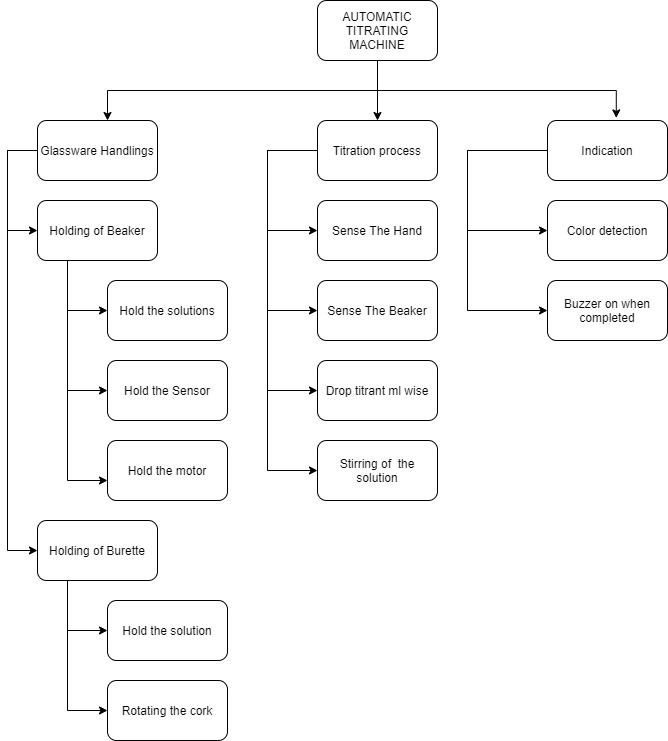 AUTOMATIC
TITRATING
MACHINE
Glassware Handlings
Titration process
Indication
Holding of Beaker
Sense The Hand
Color detection
Hold the solutions
Sense The Beaker
Buzzer on when
completed
Hold the Sensor
Drop titrant ml wise
Hold the motor
Stirring of the
solution
Holding of Burette
Hold the solution
Rotating the cork